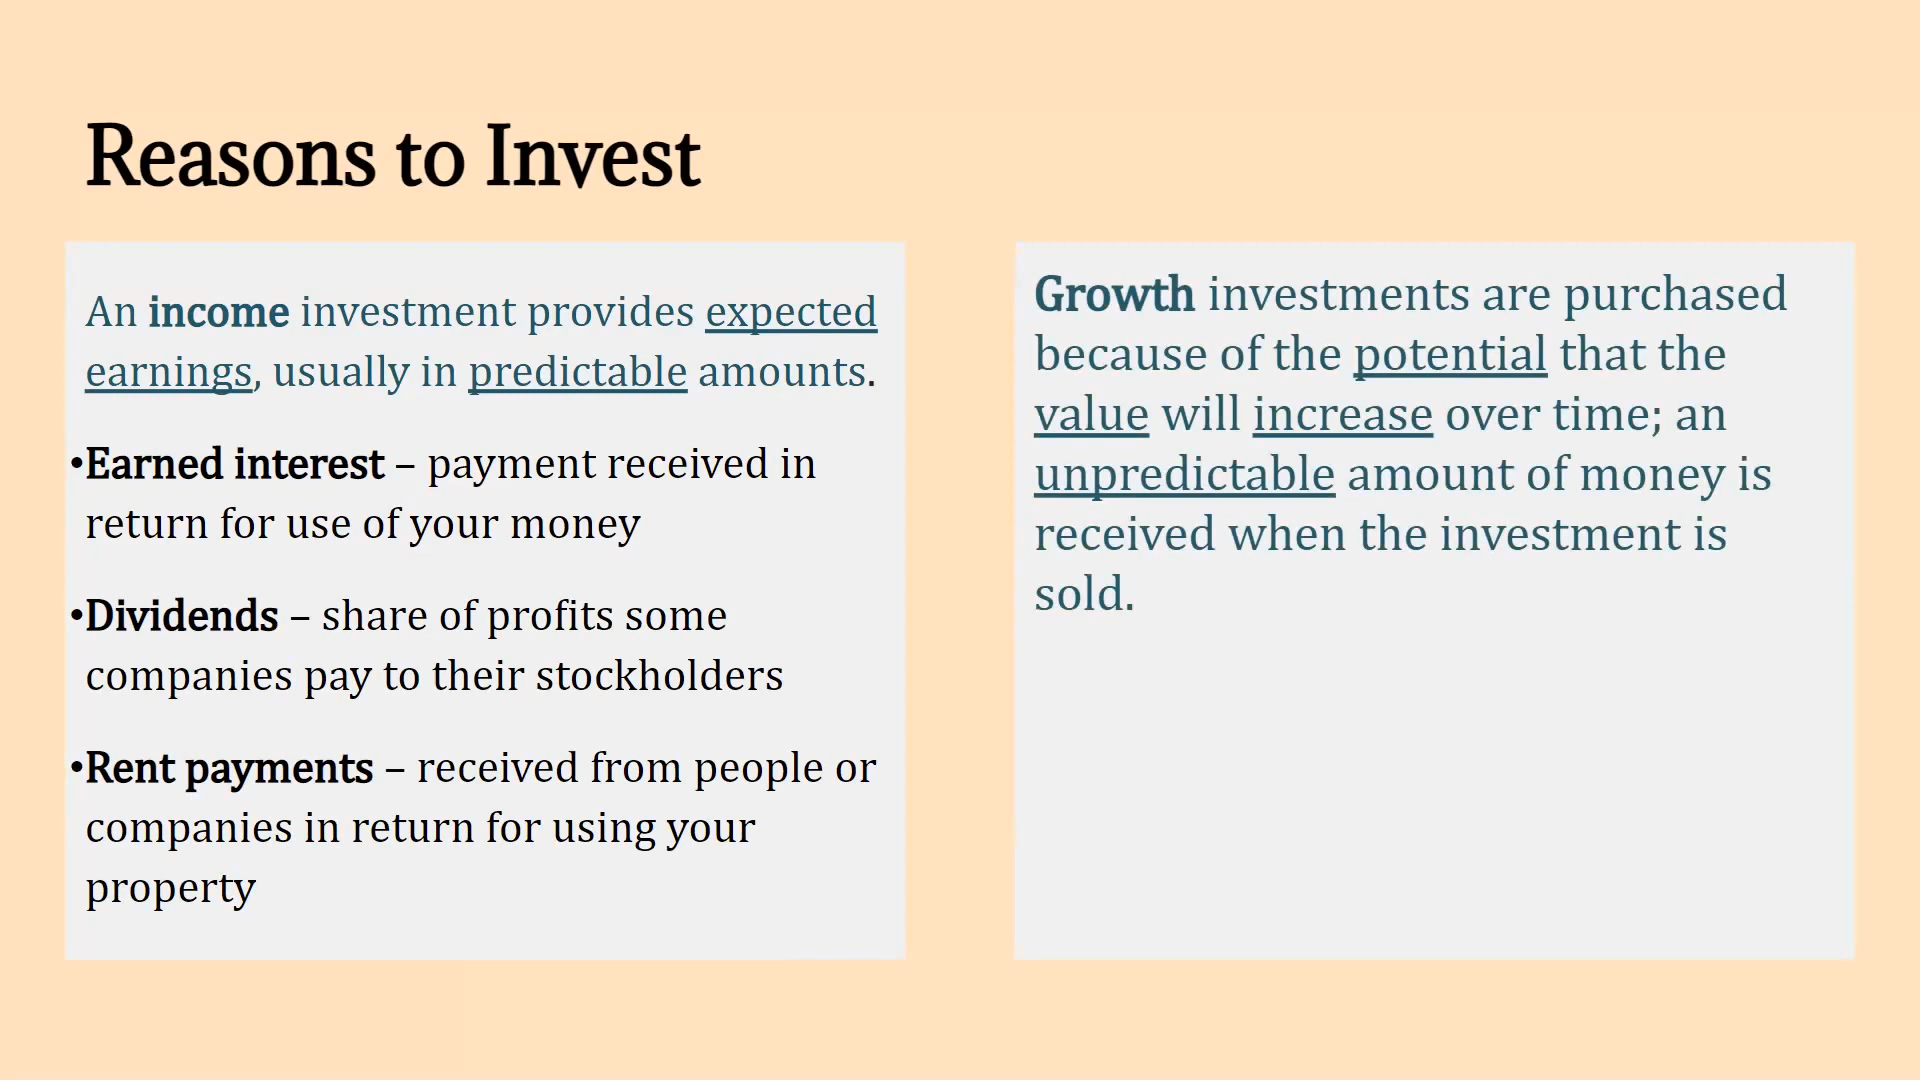 Reasons to Invest
An income investment provides expected
earnings, usually in predictable amounts.
•Earned interest – payment received in
return for use of your money
•Dividends – share of profits some
companies pay to their stockholders
•Rent payments – received from people or
companies in return for using your
property
Growth investments are purchased
because of the potential that the
value will increase over time; an
unpredictable amount of money is
received when the investment is
sold.